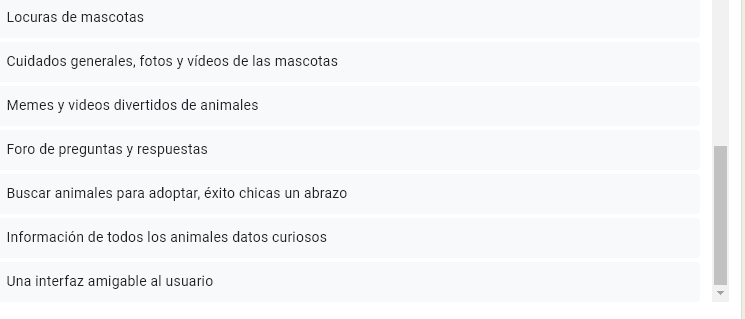 Locuras de mascotas
Cuidados generales, fotos y vídeos de las mascotas
Memes y videos divertidos de animales
Foro de preguntas y respuestas
Buscar animales para adoptar, éxito chicas un abrazo
Información de todos los animales datos curiosos
Una interfaz amigable al usuario